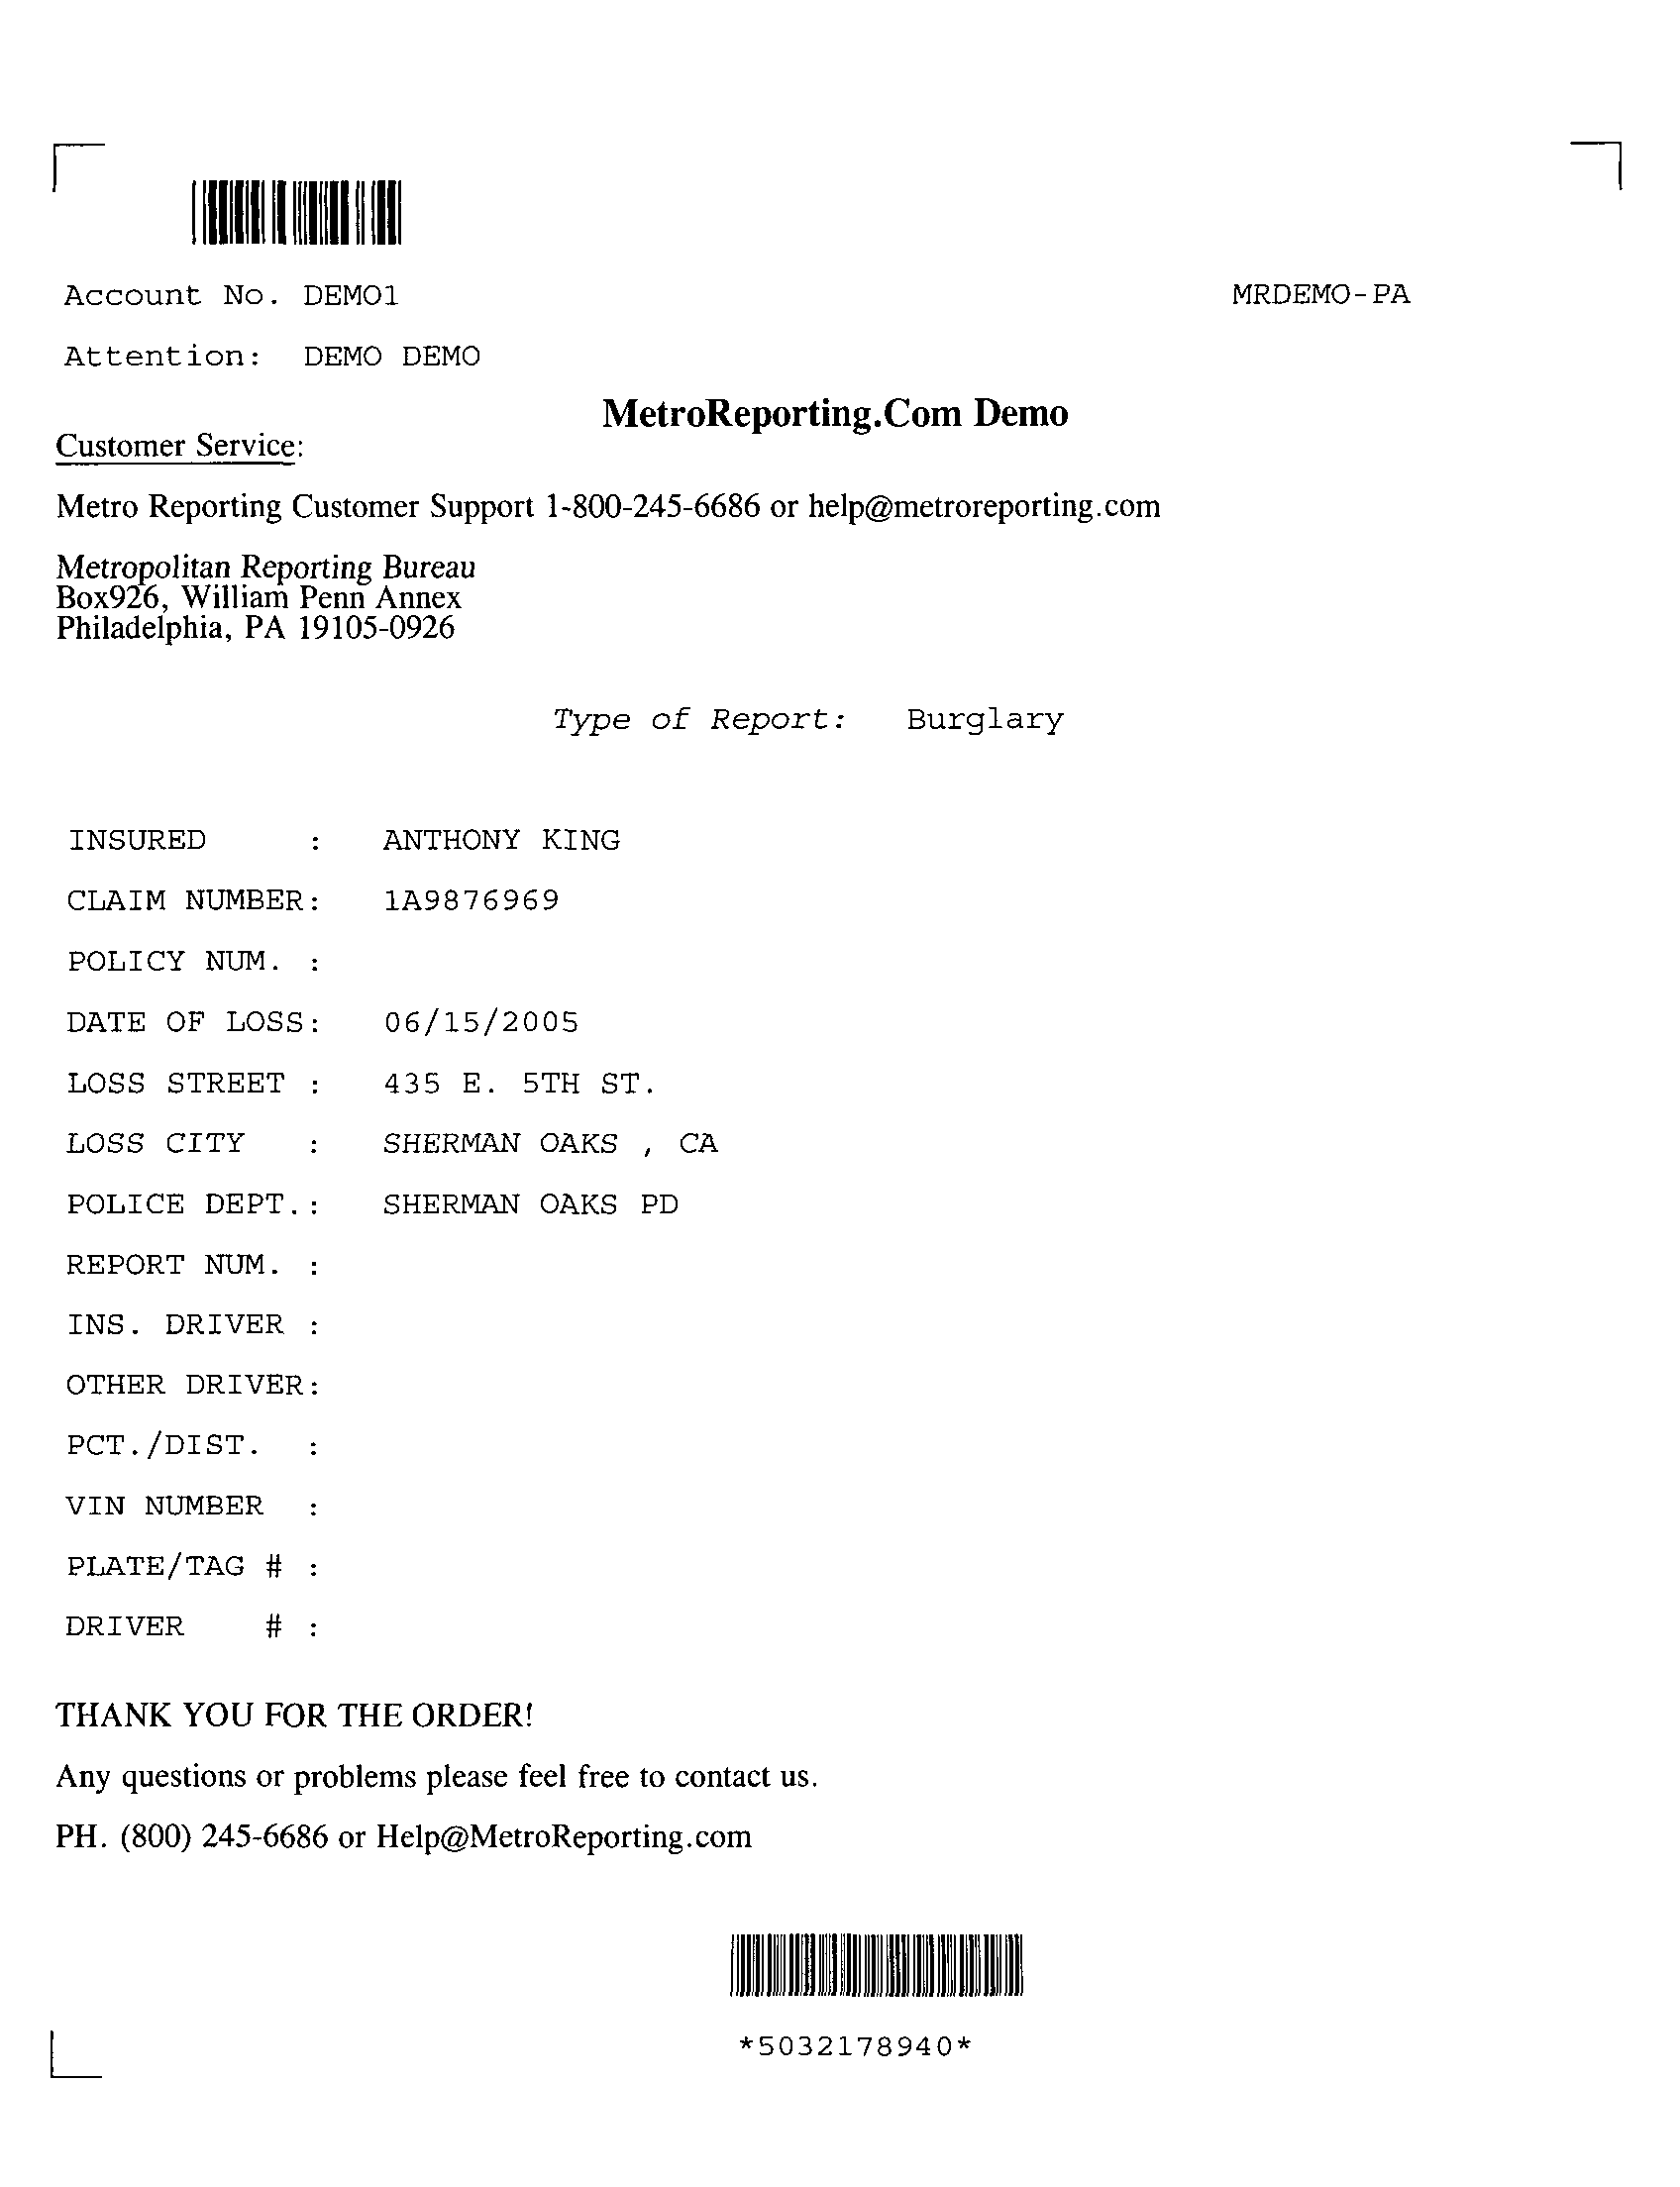 Account No. DEMO1 MRDEMO-PA
Attention: DEMO DEMO
MetroReporting.Com Demo
Customer Service:
Metro Reporting Customer Support 1-800-245-6686 or help@metroreporting.com
Metropolitan Reporting Bureau
Box926, William Penn Annex
Philadelphia, PA 19105-0926
Type of Report: Burglary
INSURED : ANTHONY KING
CLAIM NUMBER: 1A9876969
POLICY NUM. :
DATE OF LOSS: 06/15/2005
LOSS STREET : 435 E. 5TH ST.
LOSS CITY : SHERMAN OAKS , CA
POLICE DEPT.: SHERMAN OAKS PD
REPORT NUM. :
INS. DRIVER :
OTHER DRIVER:
PCT./DIST. :
VIN NUMBER :
PLATE/TAG # :
DRIVER # :
THANK YOU FOR THE ORDER!
Any questions or problems please feel free to contact us.
PH. (800) 245-6686 or Help@MetroReporting.com
*5032178940*